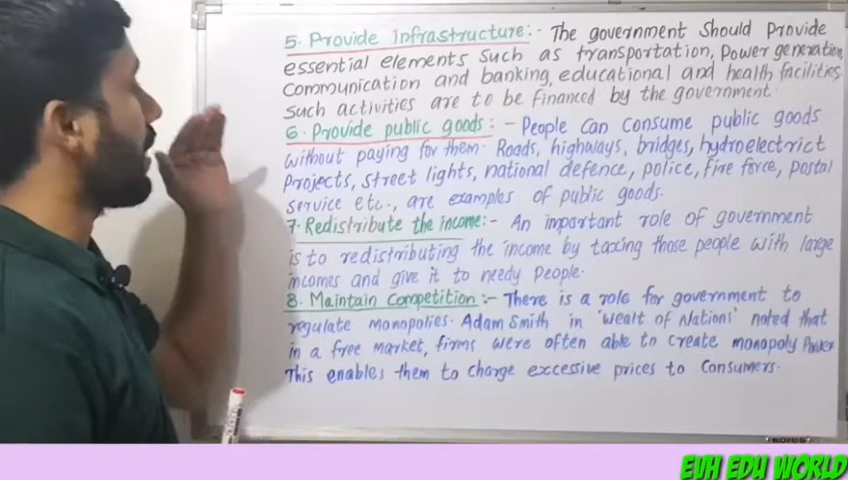 5. Provide infrastructure:- The government Should Provide
essential elements Such as transportation, Power generation
Communication and banking, educational and health facilities
Such activities are to be financed by the government.
6. Provide public goods:- People Can Consume public goods
without paying for them. Roads, highways, bridges, hydroelectrict
Projects, street lights, national defence, police, fire force, postal
Service etc., are examples of public goods.
7. Redistribute the income:- An important role of government
is to redistributing the income by taxing those people with large
incomes and give it to needy people.
8. Maintain Competition:- There is a role for government to
regulate monopolies. Adam Smith in 'wealt of Nations' noted that
in a free market, firms were often able to create monopoly Power
This enables them to charge excessive prices to Consumers.
KORES
EVH EDU WORLD